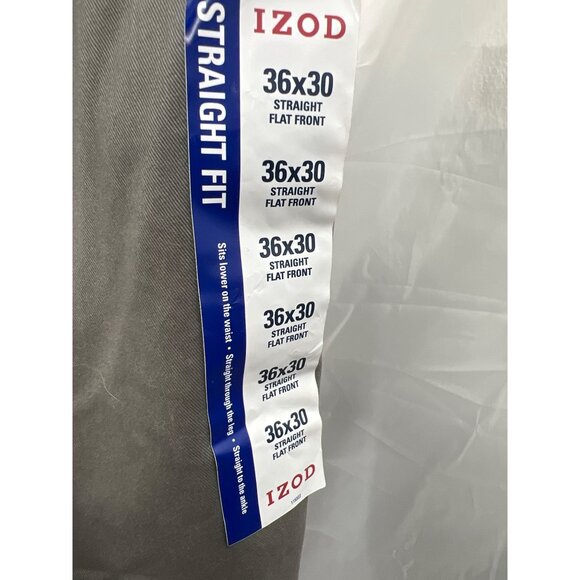 STRAIGHT FIT
Sits lower on the waist • Straight through the leg • Straight to the ankle
IZOD
36x30
STRAIGHT
FLAT FRONT
36x30
STRAIGHT
FLAT FRONT
36x30
STRAIGHT
FLAT FRONT
36x30
STRAIGHT
FLAT FRONT
36x30
STRAIGHT
FLAT FRONT
36x30
STRAIGHT
FLAT FRONT
IZOD